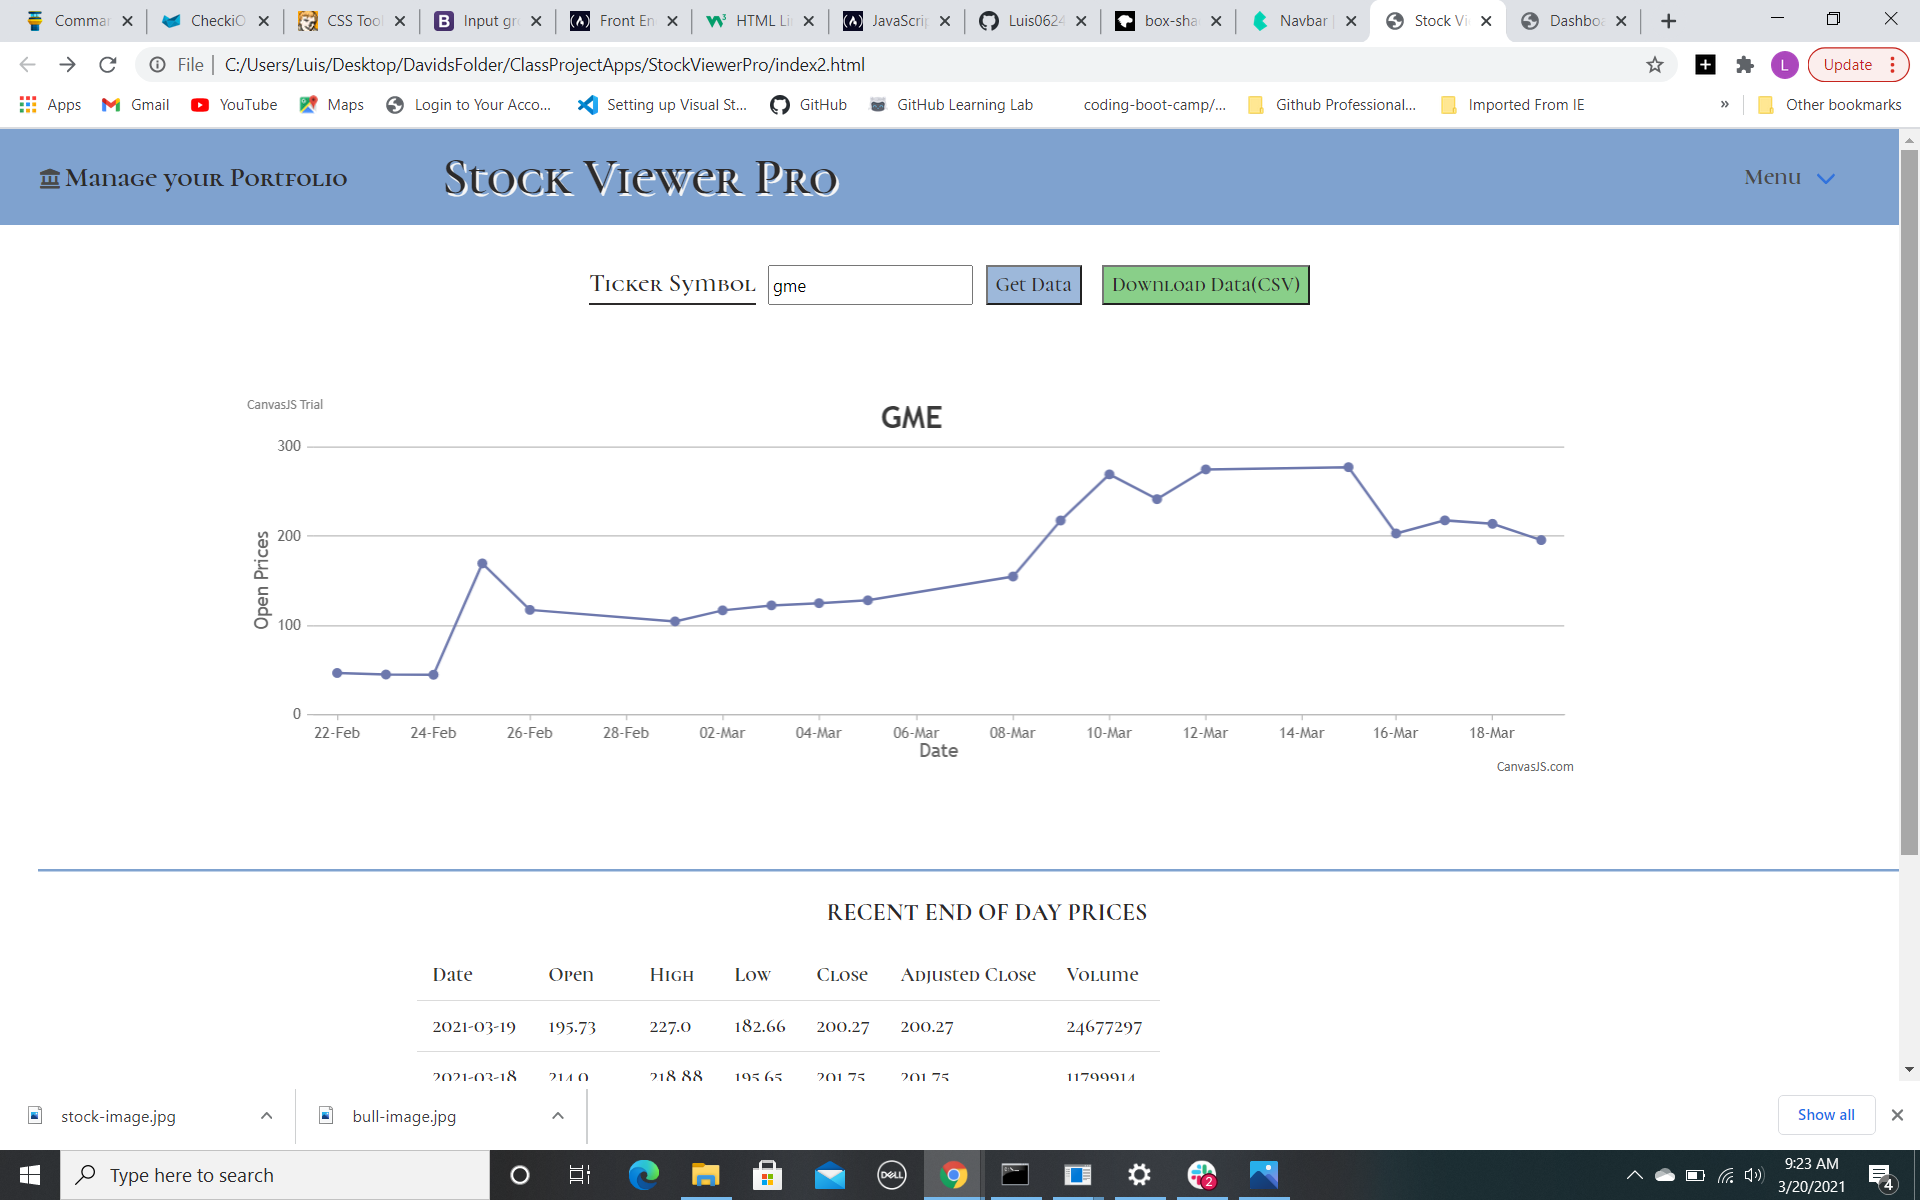 Comman
CheckiO
CSS Tool
Input gr
Front En
HTML Li
JavaScrip
Luis0624
box-sha
Navbar
Stock Vi
Dashboa
File
C:/Users/Luis/Desktop/DavidsFolder/ClassProjectApps/StockViewerPro/index2.html
L
Update
Apps
Gmail
YouTube
Maps
Login to Your Acco...
Setting up Visual St...
GitHub
GitHub Learning Lab
coding-boot-camp/...
Github Professional...
Imported From IE
»
Other bookmarks
Manage your Portfolio
Stock Viewer Pro
Menu
Ticker Symbol
gme
Get Data
Download Data(CSV)
CanvasJS Trial
GME
300
200
100
0
Open Prices
22-Feb 24-Feb 26-Feb 28-Feb 02-Mar 04-Mar 06-Mar 08-Mar 10-Mar 12-Mar 14-Mar 16-Mar 18-Mar
Date
CanvasJS.com
RECENT END OF DAY PRICES
Date Open High Low Close Adjusted Close Volume
2021-03-19 195.73 227.0 182.66 200.27 200.27 24677297
2021-03-18 214.0 218.88 195.65 201.75 201.75 11799914
stock-image.jpg
bull-image.jpg
Show all
Type here to search
DELL
2
9:23 AM
3/20/2021
4